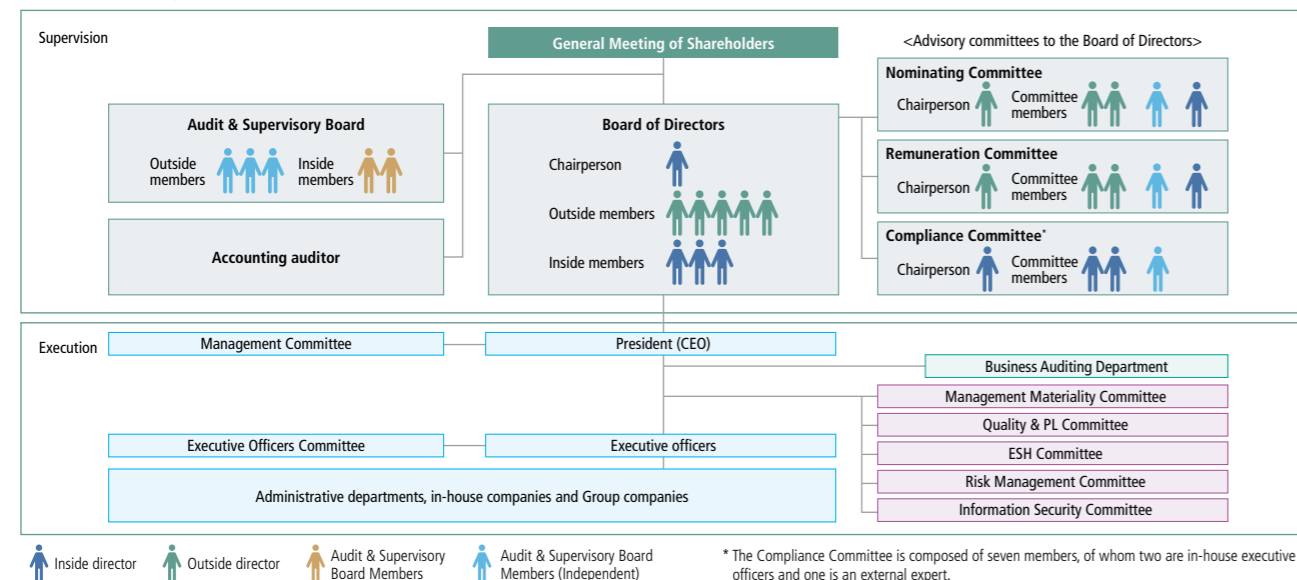 Supervision
General Meeting of Shareholders
<Advisory committees to the Board of Directors>
Audit & Supervisory Board
Outside
members
Inside
members
Accounting auditor
Board of Directors
Chairperson
Outside members
Inside members
Nominating Committee
Chairperson
Committee
members
Remuneration Committee
Chairperson
Committee
members
Compliance Committee*
Chairperson
Committee
members
Execution
Management Committee
President (CEO)
Business Auditing Department
Management Materiality Committee
Quality & PL Committee
ESH Committee
Risk Management Committee
Information Security Committee
Executive Officers Committee
Executive officers
Administrative departments, in-house companies and Group companies
Inside director
Outside director
Audit & Supervisory
Board Members
Audit & Supervisory Board
Members (Independent)
* The Compliance Committee is composed of seven members, of whom two are in-house executive
officers and one is an external expert.